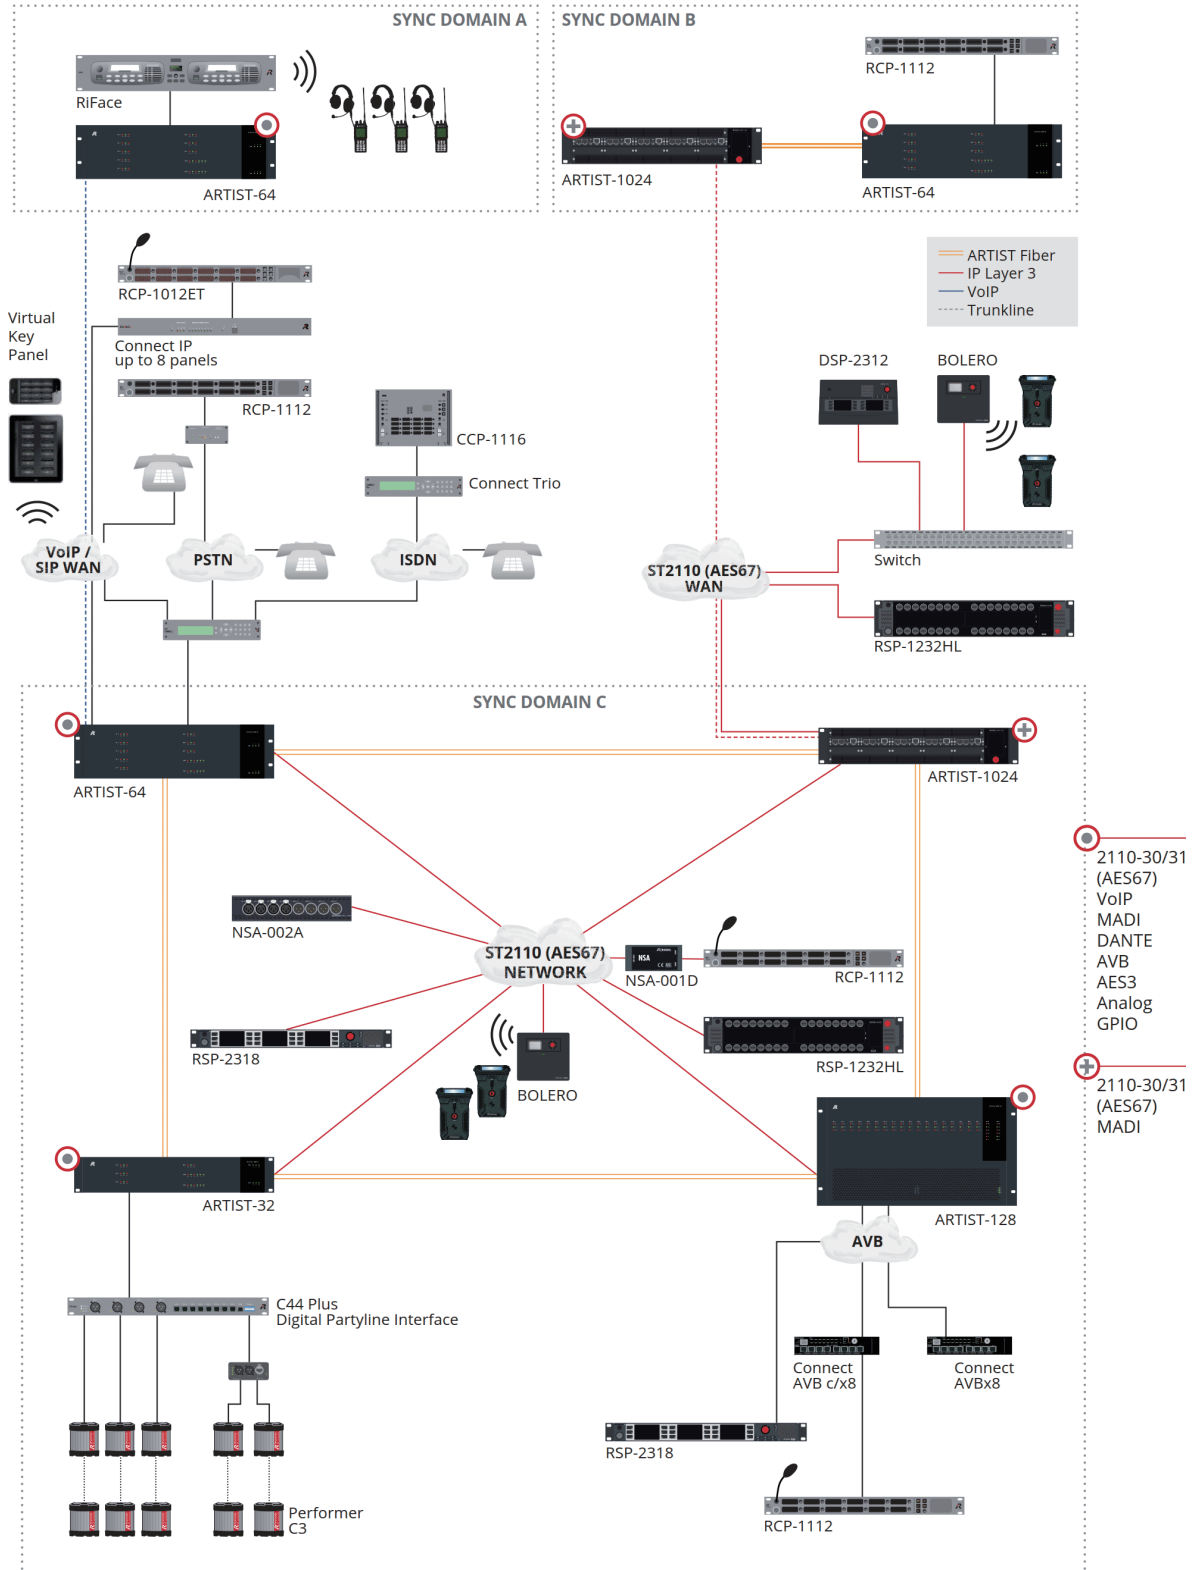 SYNC DOMAIN A
SYNC DOMAIN B
RiFace
ARTIST-64
RCP-1112
ARTIST-1024
ARTIST-64
ARTIST Fiber
IP Layer 3
VoIP
Trunkline
RCP-1012ET
Virtual
Key
Panel
Connect IP
up to 8 panels
RCP-1112
CCP-1116
Connect Trio
DSP-2312
BOLERO
VoIP /
SIP WAN
PSTN
ISDN
ST2110 (AES67)
WAN
Switch
RSP-1232HL
SYNC DOMAIN C
ARTIST-64
ARTIST-1024
NSA-002A
ST2110 (AES67)
NETWORK
NSA
NSA-001D
RCP-1112
RSP-2318
BOLERO
RSP-1232HL
2110-30/31
(AES67)
VoIP
MADI
DANTE
AVB
AES3
Analog
GPIO
2110-30/31
(AES67)
MADI
ARTIST-32
ARTIST-128
AVB
C44 Plus
Digital Partyline Interface
Connect
AVB c/x8
Connect
AVBx8
RSP-2318
RCP-1112
Performer
C3